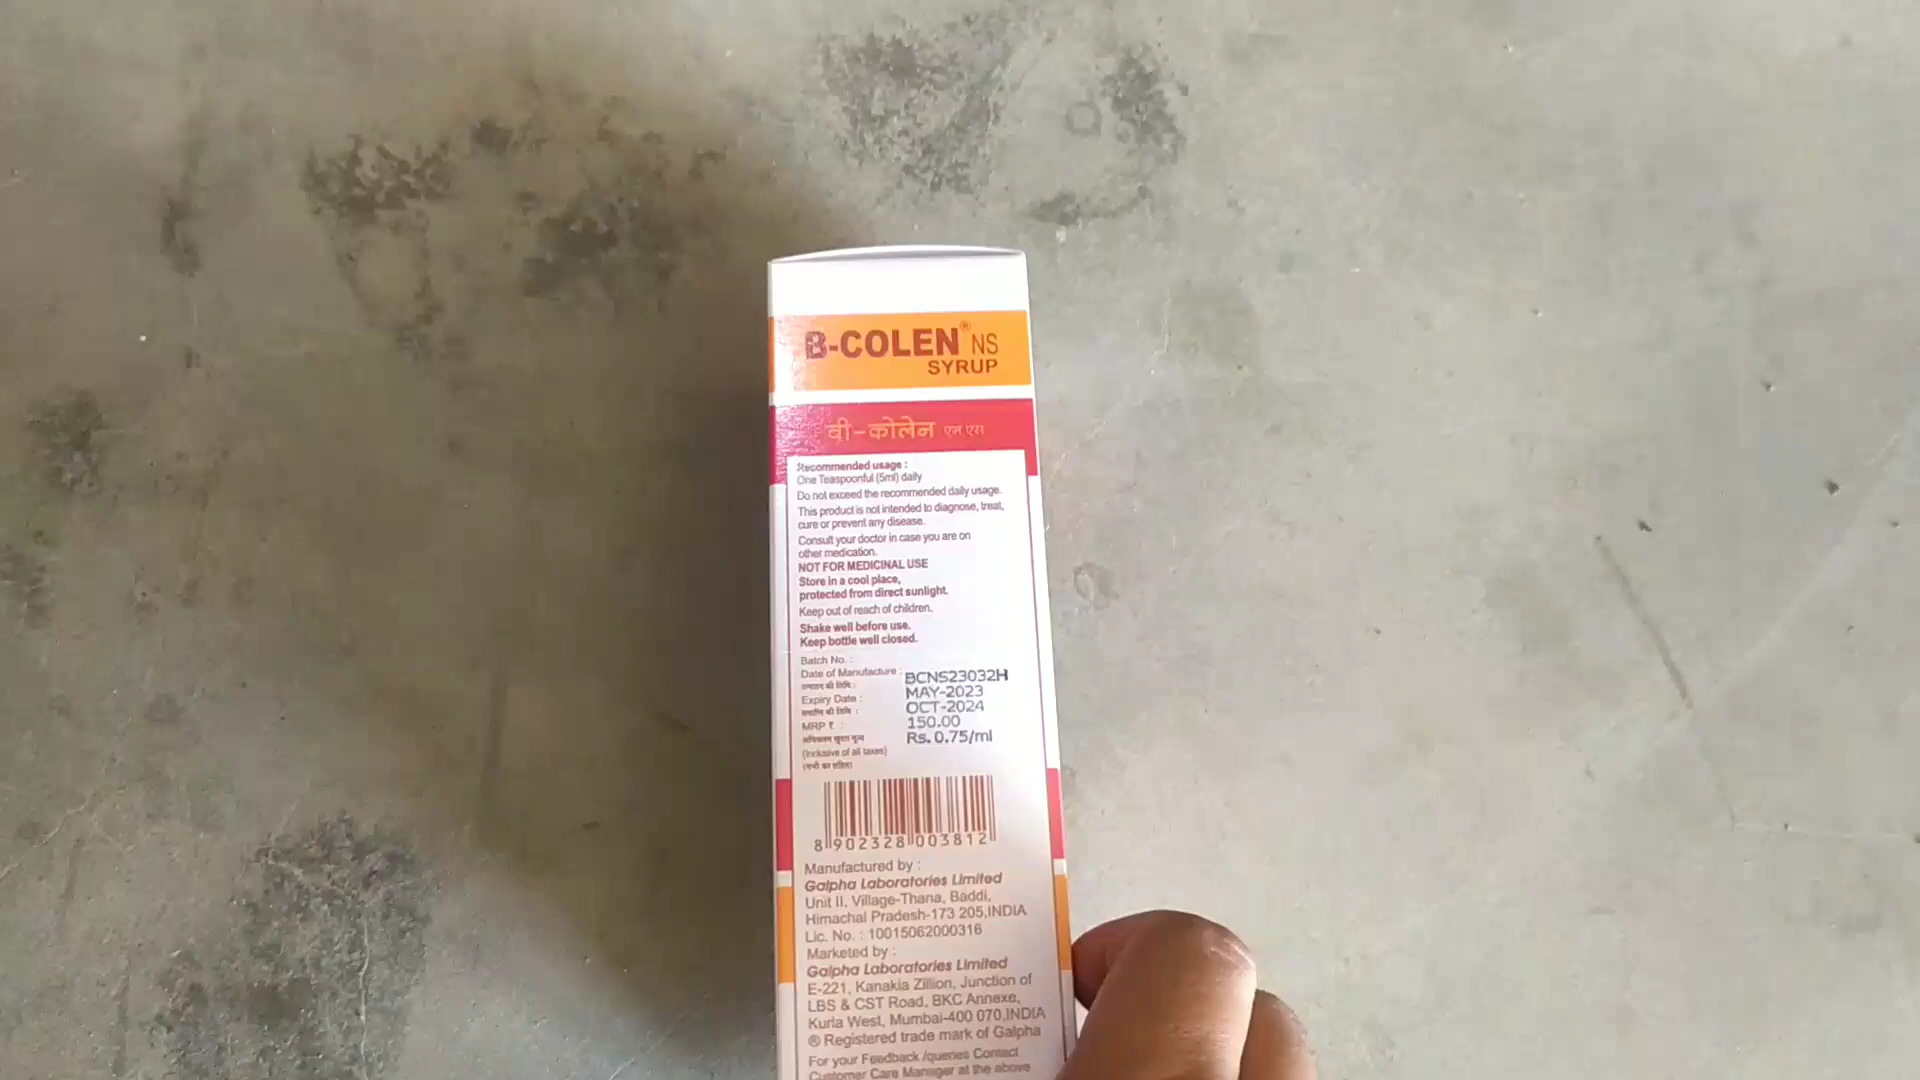 B-COLEN® NS
SYRUP
वी-कोलेन एन एस
Recommended usage :
One Teaspoonful (5ml) daily
Do not exceed the recommended daily usage.
This product is not intended to diagnose, treat,
cure or prevent any disease.
Consult your doctor in case you are on
other medication.
NOT FOR MEDICINAL USE
Store in a cool place,
protected from direct sunlight.
Keep out of reach of children.
Shake well before use.
Keep bottle well closed.
Batch No. : BCNS23032H
Date of Manufacture : MAY-2023
Expiry Date : OCT-2024
MRP ₹ : 150.00
Rs. 0.75/ml
(Inclusive of all taxes)
8 902328 003812
Manufactured by :
Galpha Laboratories Limited
Unit II, Village-Thana, Baddi,
Himachal Pradesh-173 205,INDIA
Lic. No. : 10015062000316
Marketed by :
Galpha Laboratories Limited
E-221, Kanakia Zillion, Junction of
LBS & CST Road, BKC Annexe,
Kurla West, Mumbai-400 070,INDIA
® Registered trade mark of Galpha
For your Feedback /queries Contact
Customer Care Manager at the above